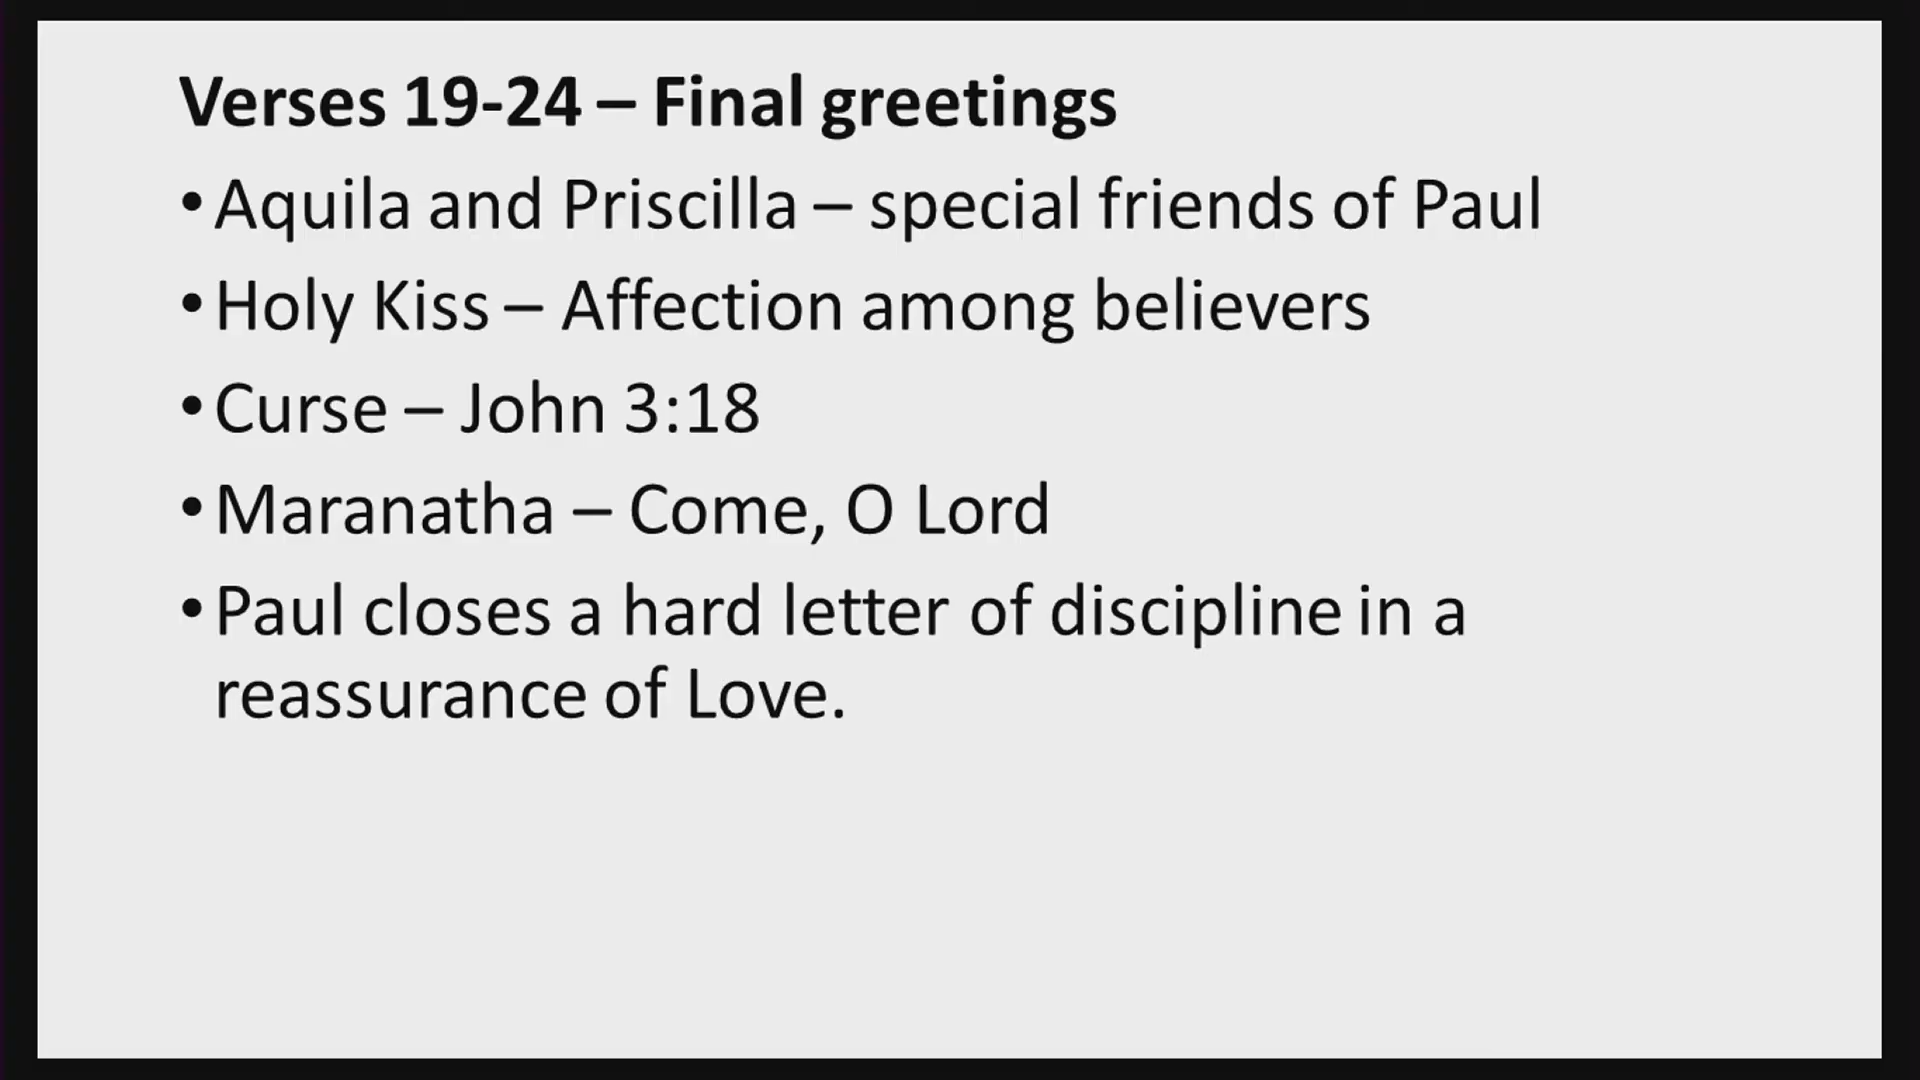 Verses 19-24 – Final greetings
• Aquila and Priscilla – special friends of Paul
• Holy Kiss – Affection among believers
• Curse – John 3:18
• Maranatha – Come, O Lord
• Paul closes a hard letter of discipline in a
reassurance of Love.